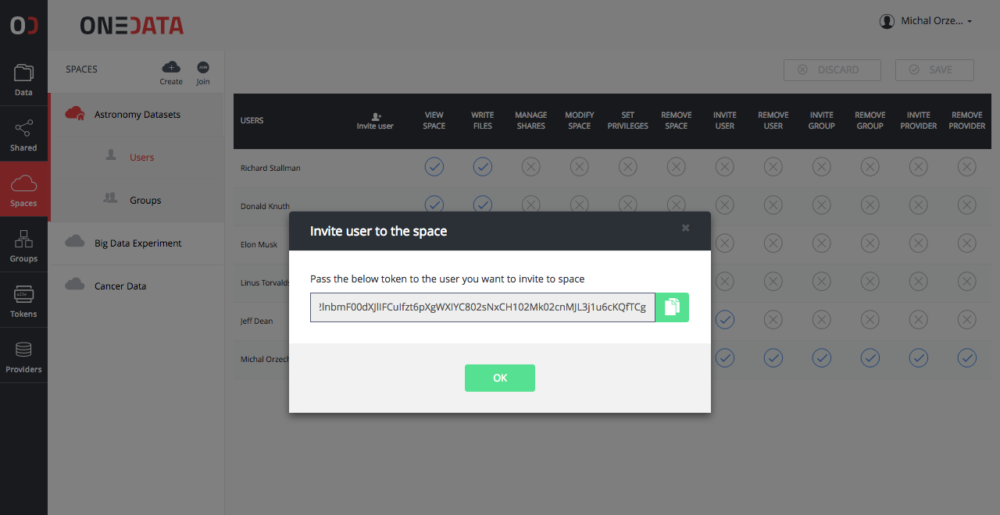 ONEDATA
Michal Orze...
Data
Shared
Spaces
Groups
Tokens
Providers
SPACES
Create
JOIN
Join
Astronomy Datasets
Users
Groups
Big Data Experiment
Cancer Data
DISCARD
SAVE
USERS
Invite user
VIEW SPACE
WRITE FILES
MANAGE SHARES
MODIFY SPACE
SET PRIVILEGES
REMOVE SPACE
INVITE USER
REMOVE USER
INVITE GROUP
REMOVE GROUP
INVITE PROVIDER
REMOVE PROVIDER
Richard Stallman
Donald Knuth
Elon Musk
Linus Torvalds
Jeff Dean
Michal Orzech
Invite user to the space
Pass the below token to the user you want to invite to space
OK